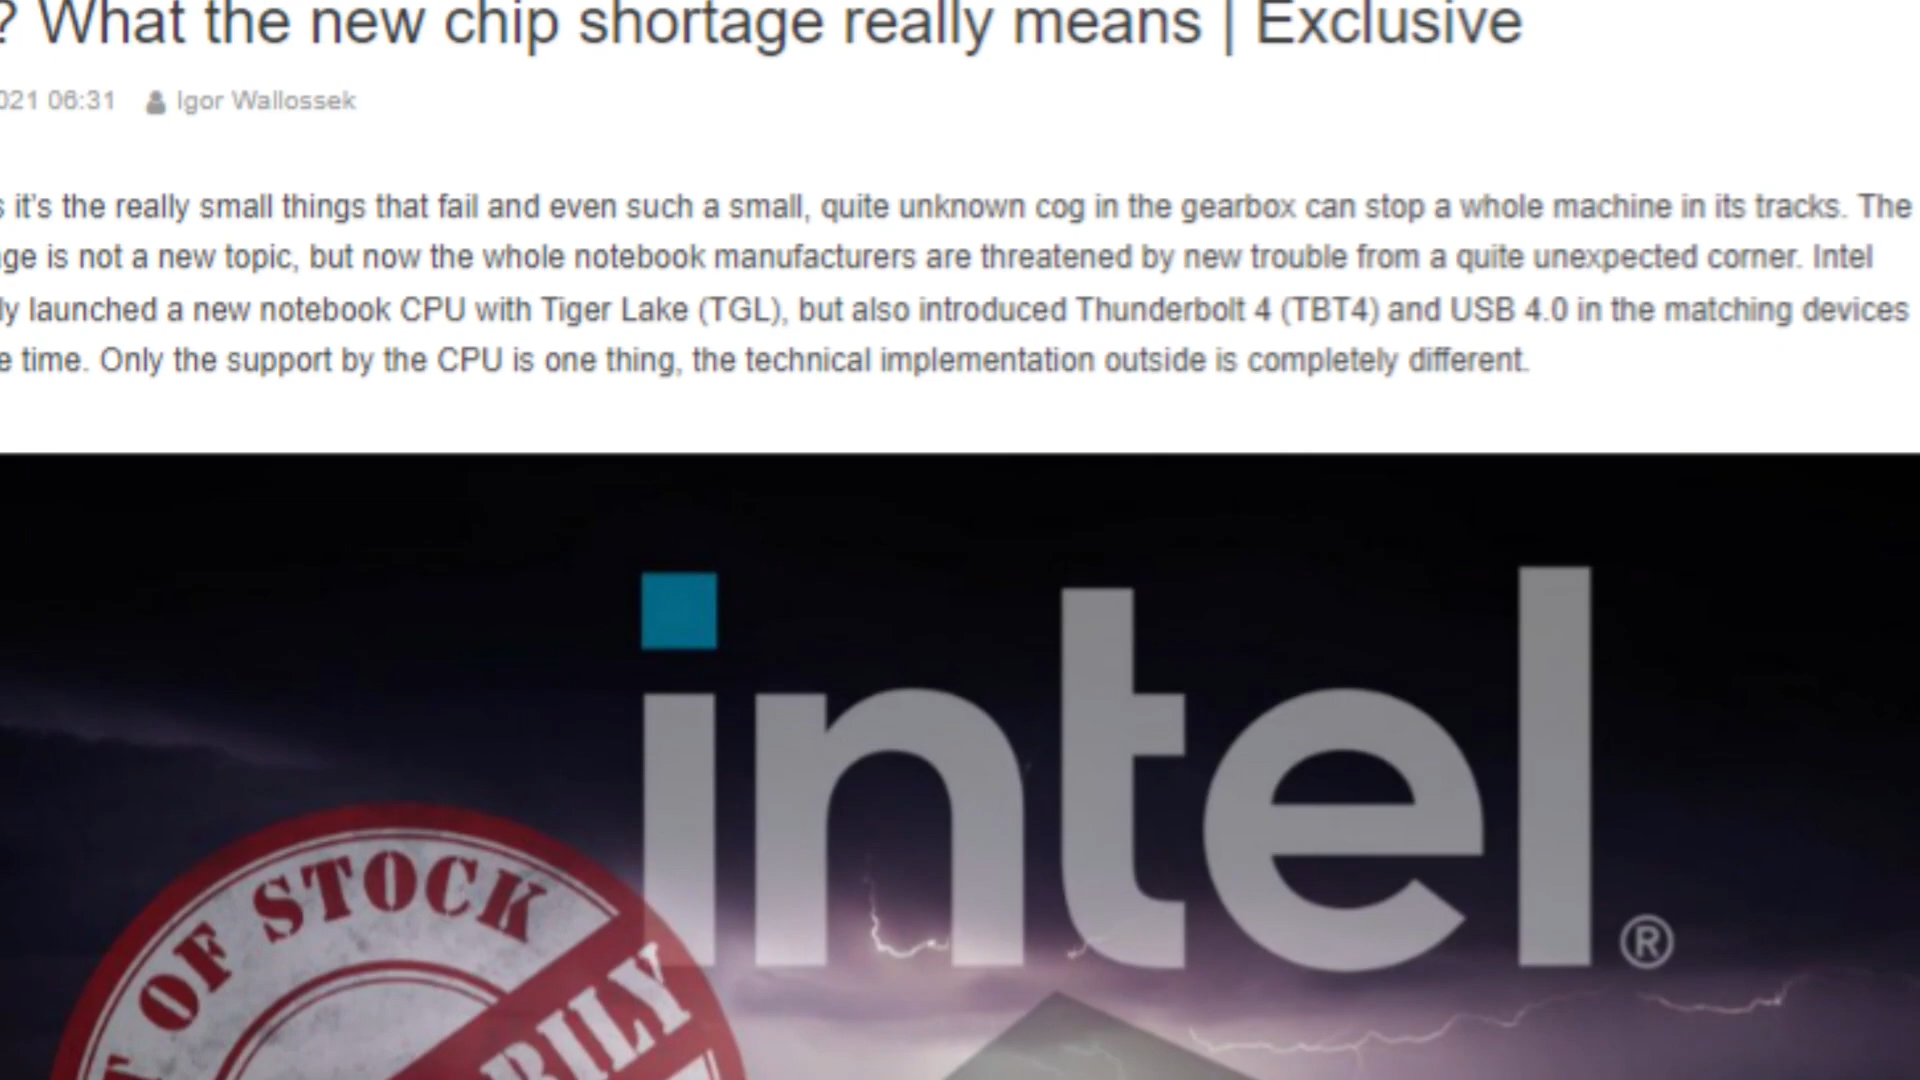 ? What the new chip shortage really means | Exclusive
021 06:31 Igor Wallossek
s it's the really small things that fail and even such a small, quite unknown cog in the gearbox can stop a whole machine in its tracks. The
ge is not a new topic, but now the whole notebook manufacturers are threatened by new trouble from a quite unexpected corner. Intel
ly launched a new notebook CPU with Tiger Lake (TGL), but also introduced Thunderbolt 4 (TBT4) and USB 4.0 in the matching devices
e time. Only the support by the CPU is one thing, the technical implementation outside is completely different.
intel®
T OF STOCK
RILY